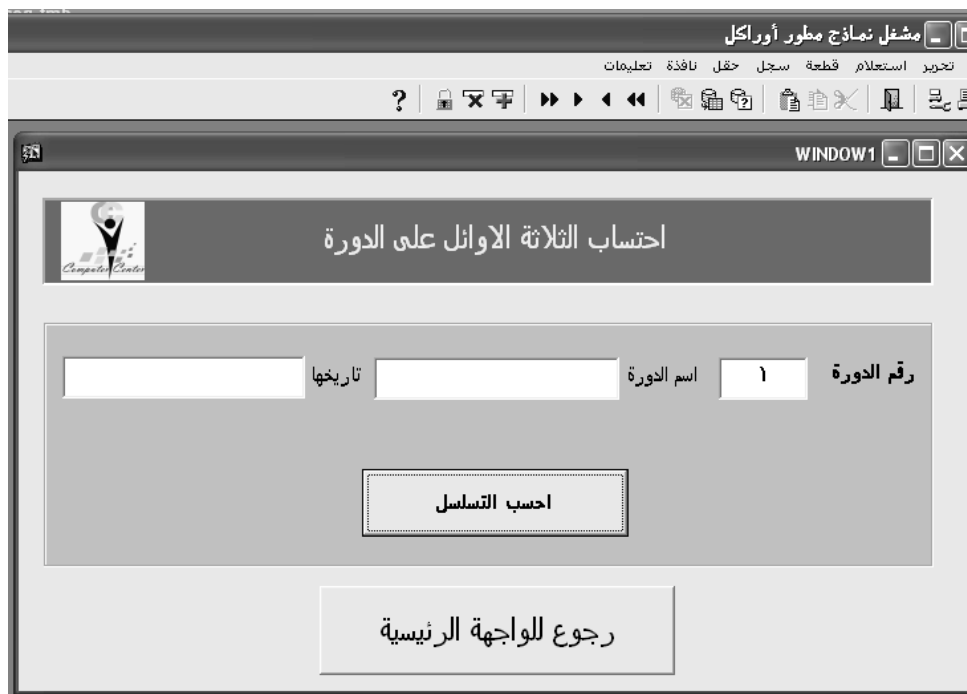 مشغل نماذج مطور أوراكل
تحرير استعلام قطعة سجل حقل نافذة تعليمات
WINDOW1
احتساب الثلاثة الاوائل على الدورة
Computer Center
رقم الدورة ١ اسم الدورة تاريخها
احسب التسلسل
رجوع للواجهة الرئيسية